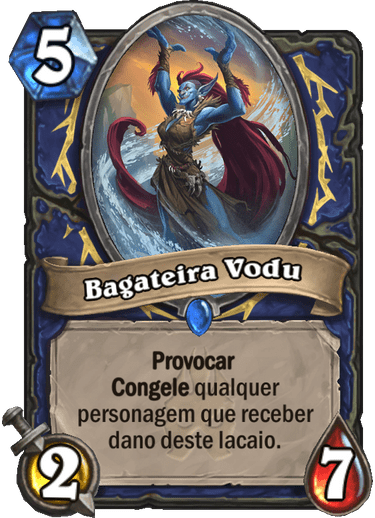 5
Bagateira Vodu
Provocar
Congele qualquer
personagem que receber
dano deste lacaio.
2
7